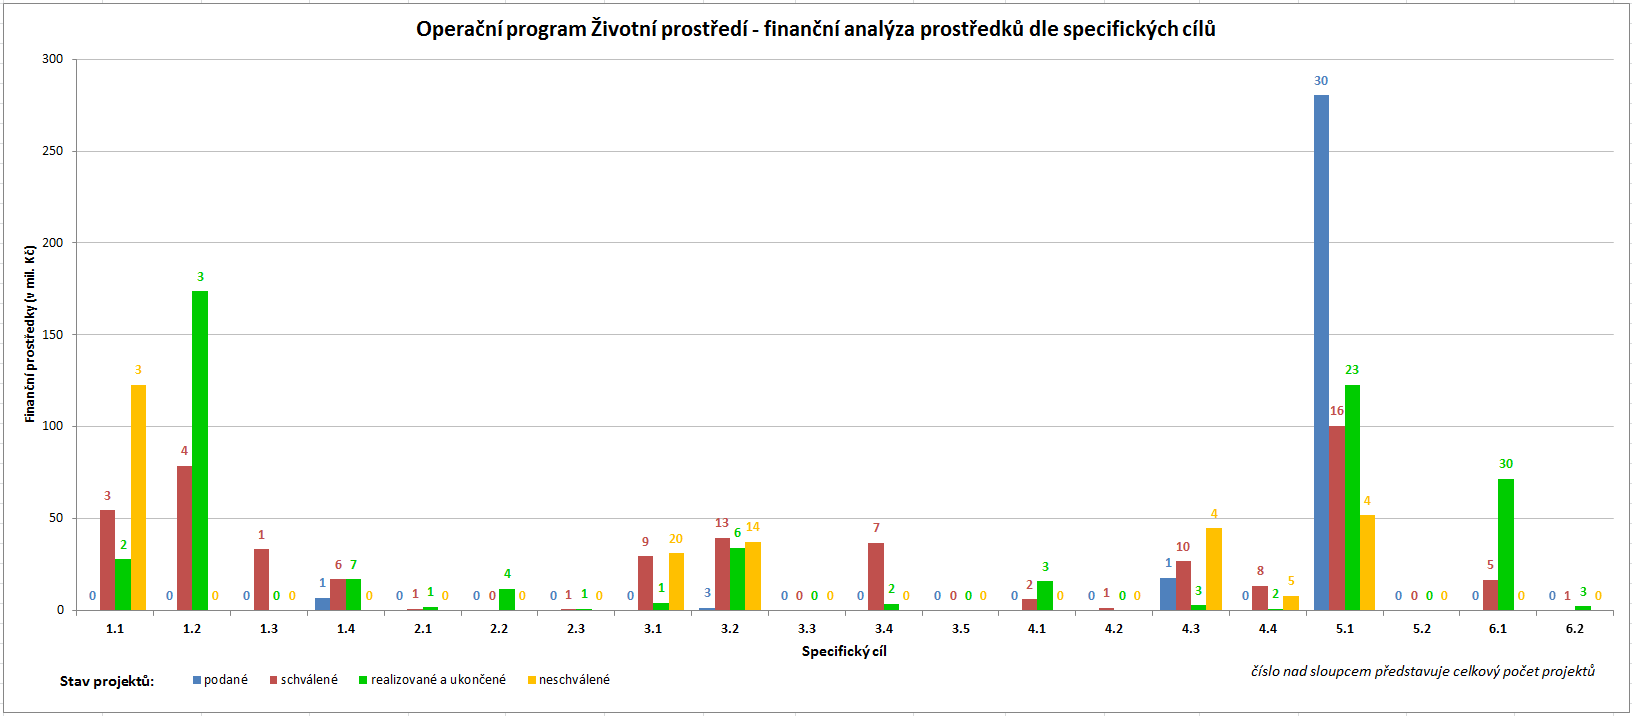 Operační program Životní prostředí - finanční analýza prostředků dle specifických cílů
Finanční prostředky (v mil. Kč)
300
250
200
150
100
50
0
0 3 2 3
0 4 3 0
0 1 0 0
1 6 7 0
0 1 1 0
0 0 4 0
0 1 1 0
0 9 1 20
3 13 6 14
0 0 0 0
0 7 2 0
0 0 0 0
0 2 3 0
0 1 0 0
1 10 3 4
0 8 2 5
30 16 23 4
0 0 0 0
0 5 30 0
0 1 3 0
1.1 1.2 1.3 1.4 2.1 2.2 2.3 3.1 3.2 3.3 3.4 3.5 4.1 4.2 4.3 4.4 5.1 5.2 6.1 6.2
Specifický cíl
Stav projektů: podané schválené realizované a ukončené neschválené
číslo nad sloupcem představuje celkový počet projektů